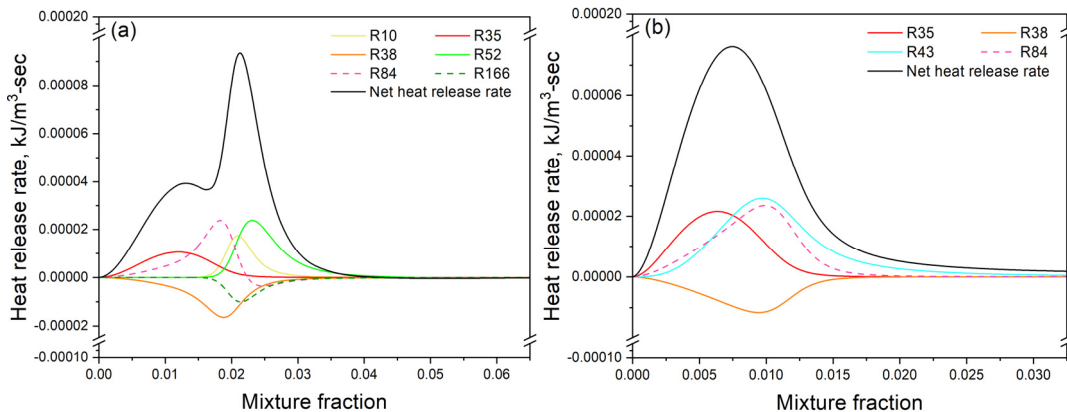 (a)
R10
R35
R38
R52
R84
R166
Net heat release rate
Heat release rate, kJ/m³-sec
0.00020
0.00008
0.00006
0.00004
0.00002
0.00000
-0.00002
-0.00010
0.00 0.01 0.02 0.03 0.04 0.05 0.06
Mixture fraction
(b)
R35
R38
R43
R84
Net heat release rate
Heat release rate, kJ/m³-sec
0.00020
0.00006
0.00004
0.00002
0.00000
-0.00010
0.000 0.005 0.010 0.015 0.020 0.025 0.030
Mixture fraction